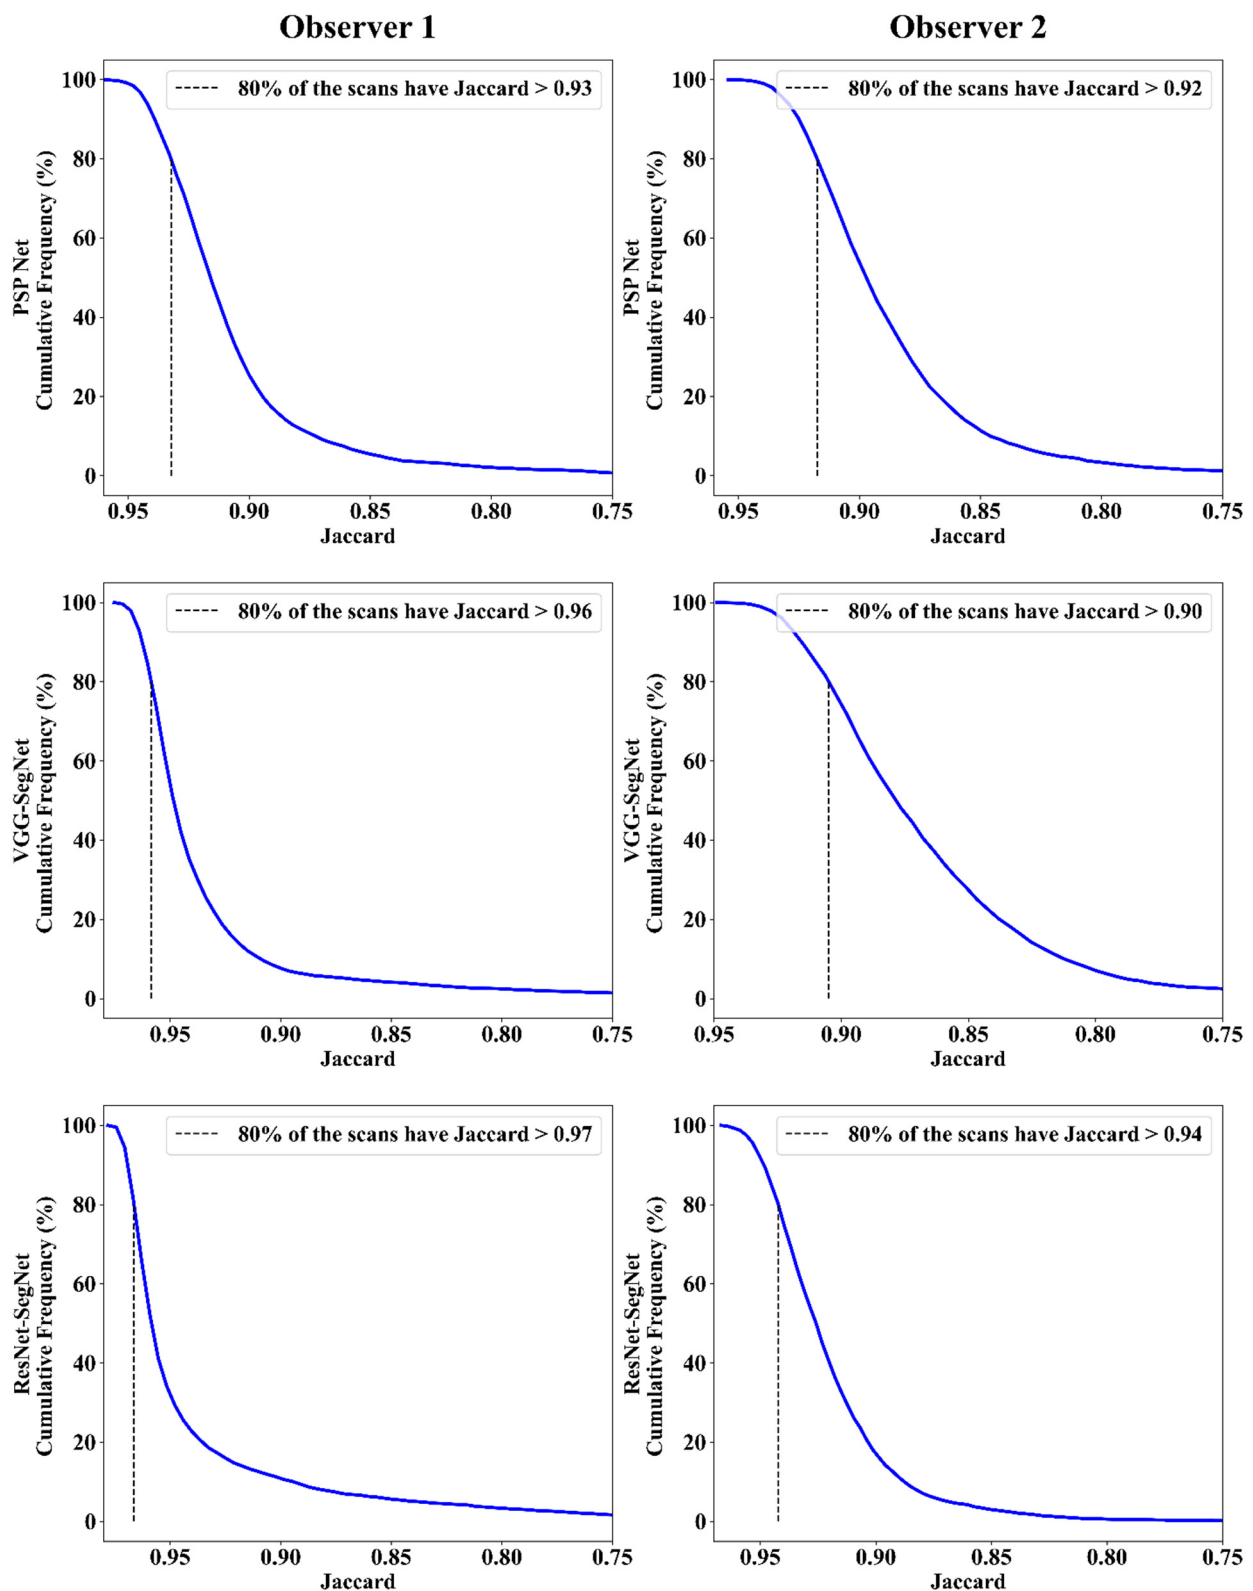 Observer 1
Observer 2
PSP Net
Cumulative Frequency (%)
100
80
60
40
20
0
80% of the scans have Jaccard > 0.93
0.95 0.90 0.85 0.80 0.75
Jaccard
PSP Net
Cumulative Frequency (%)
100
80
60
40
20
0
80% of the scans have Jaccard > 0.92
0.95 0.90 0.85 0.80 0.75
Jaccard
VGG-SegNet
Cumulative Frequency (%)
100
80
60
40
20
0
80% of the scans have Jaccard > 0.96
0.95 0.90 0.85 0.80 0.75
Jaccard
VGG-SegNet
Cumulative Frequency (%)
100
80
60
40
20
0
80% of the scans have Jaccard > 0.90
0.95 0.90 0.85 0.80 0.75
Jaccard
ResNet-SegNet
Cumulative Frequency (%)
100
80
60
40
20
0
80% of the scans have Jaccard > 0.97
0.95 0.90 0.85 0.80 0.75
Jaccard
ResNet-SegNet
Cumulative Frequency (%)
100
80
60
40
20
0
80% of the scans have Jaccard > 0.94
0.95 0.90 0.85 0.80 0.75
Jaccard